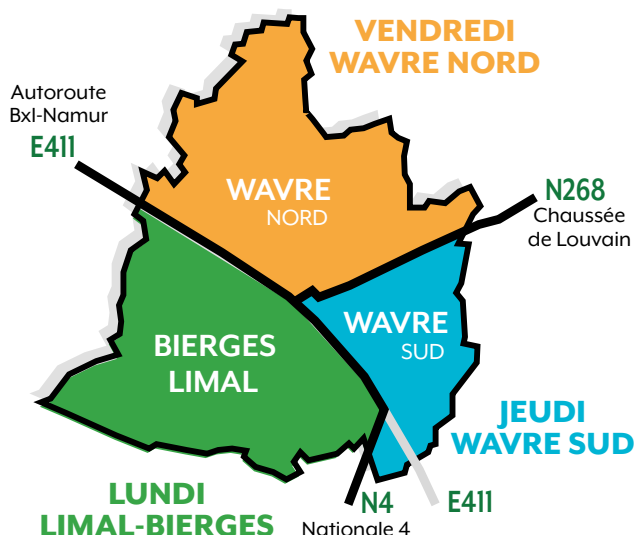 VENDREDI
WAVRE NORD
Autoroute
Bxl-Namur
E411
WAVRE
NORD
N268
Chaussée
de Louvain
BIERGES
LIMAL
WAVRE
SUD
JEUDI
WAVRE SUD
LUNDI
LIMAL-BIERGES
N4
Nationale 4
E411